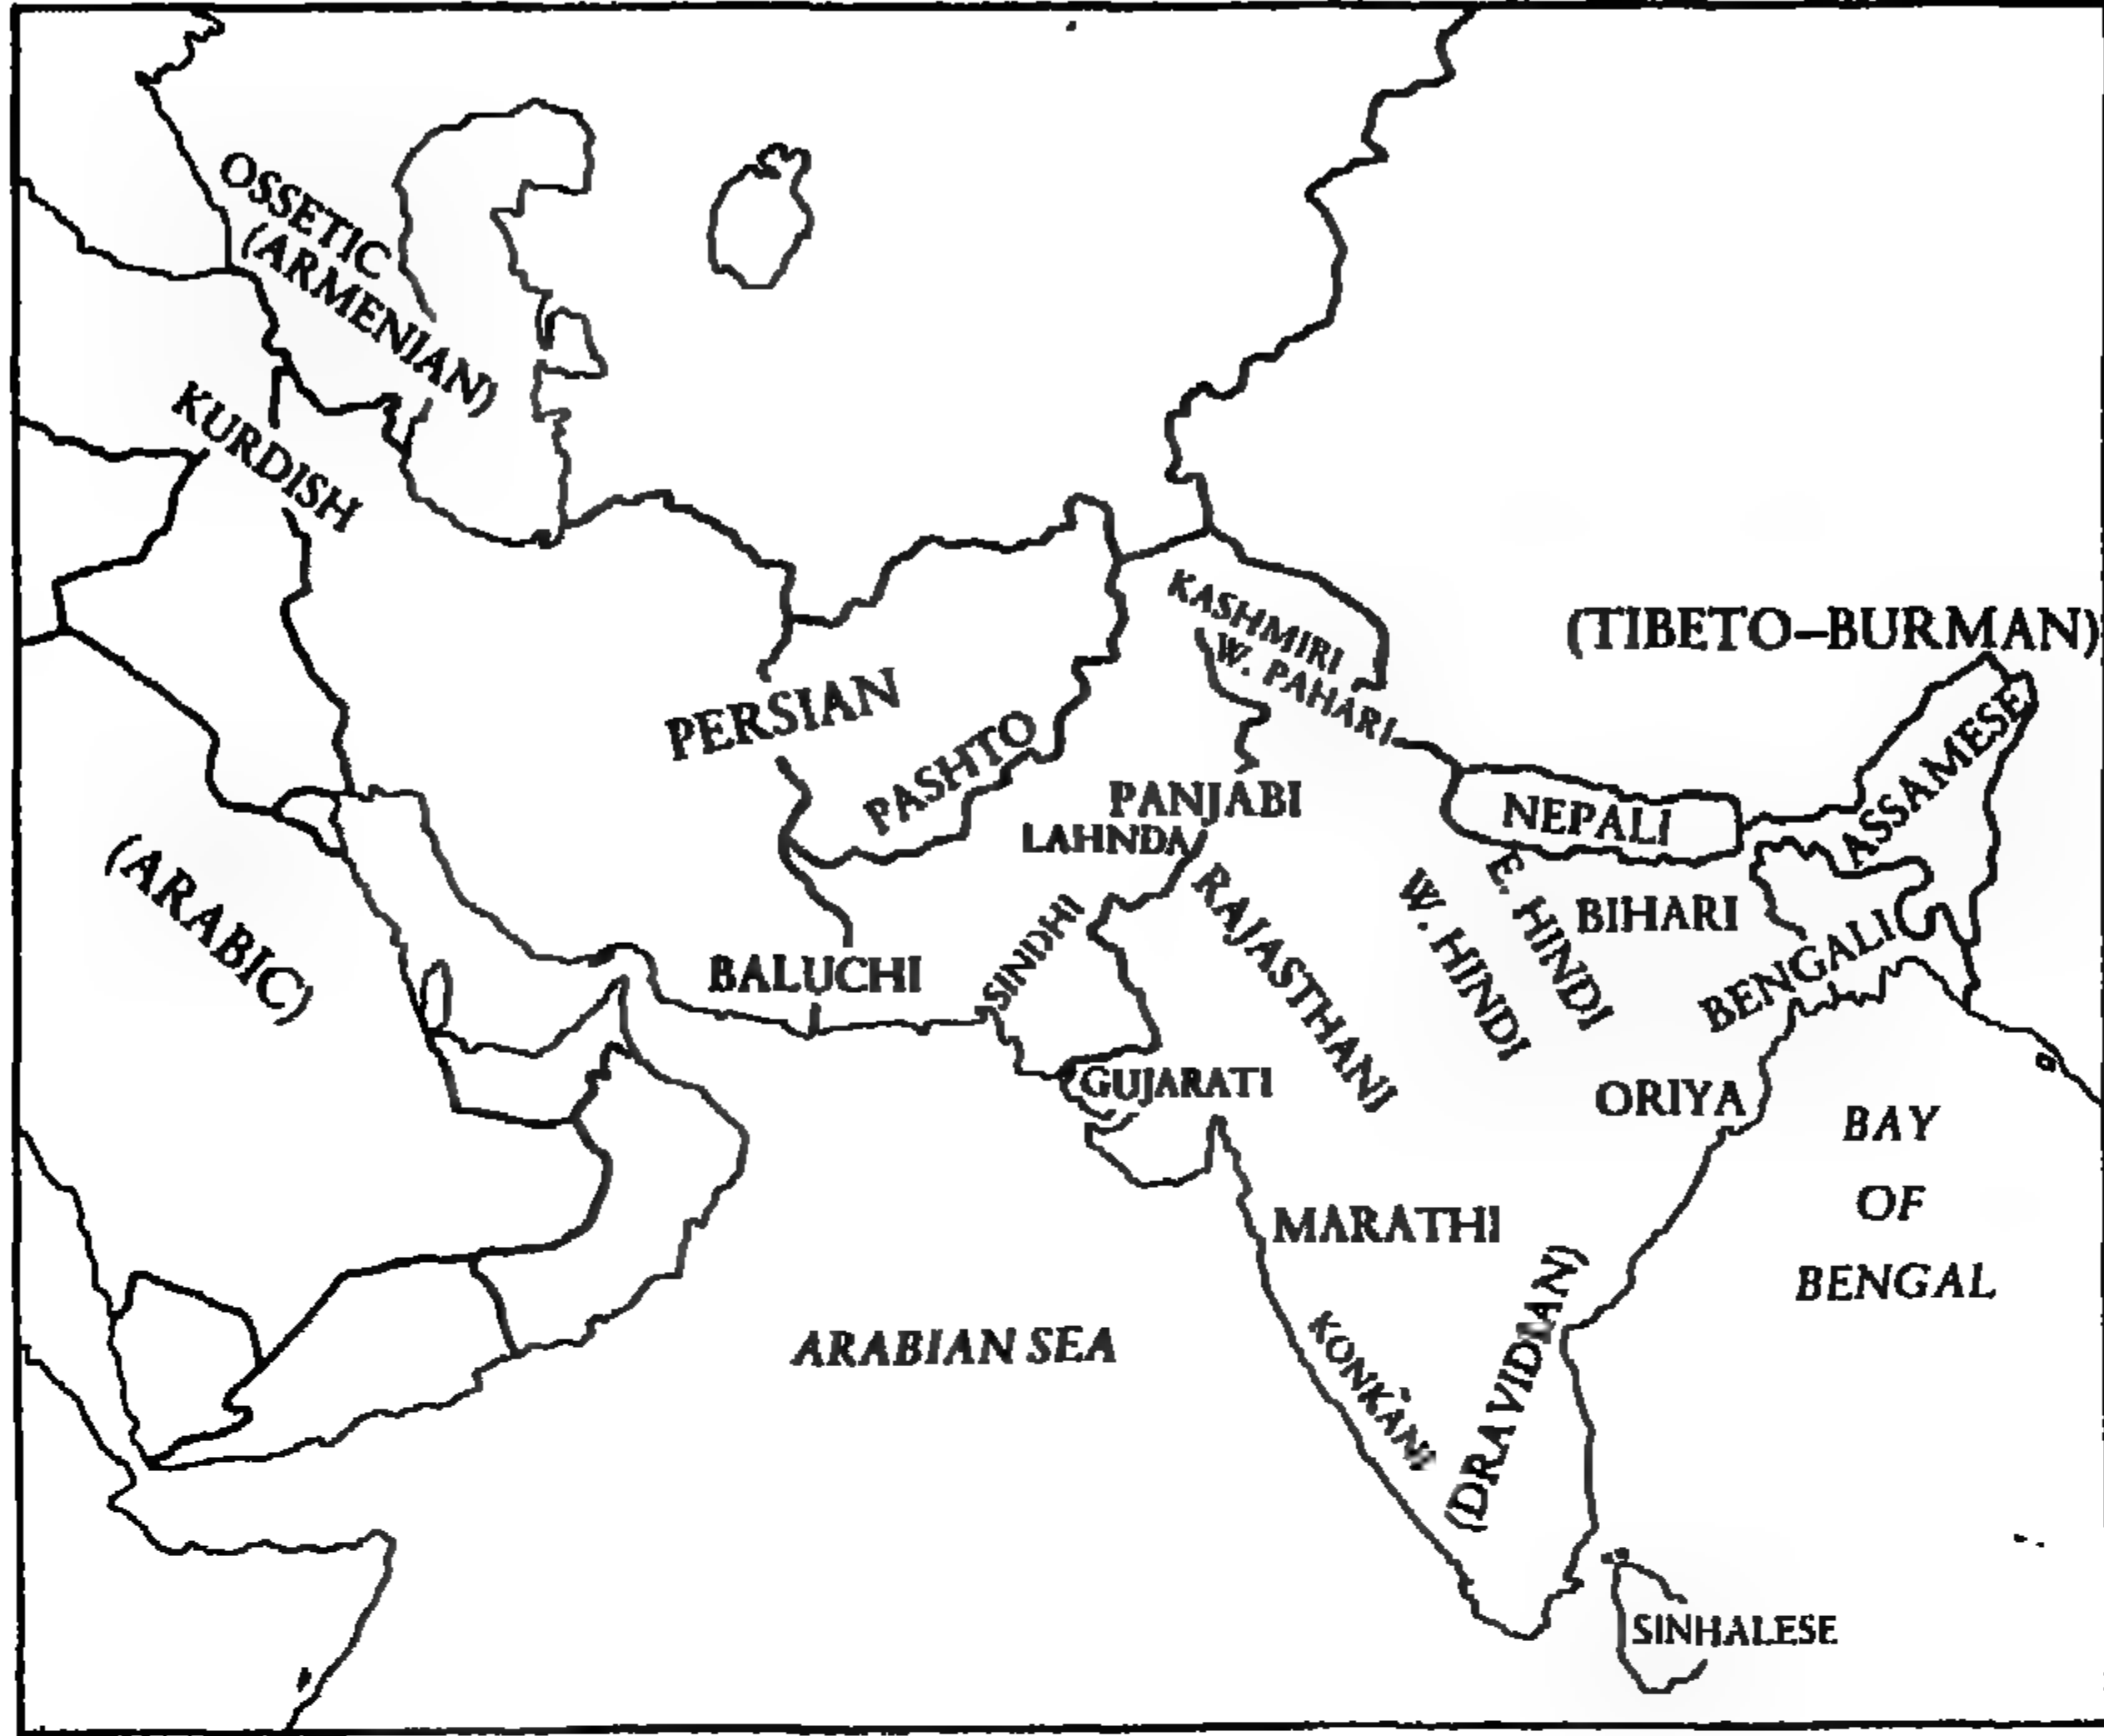 OSSETIC
(ARMENIAN)
KURDISH
KASHMIRI
W. PAHARI
(TIBETO–BURMAN)
PERSIAN
PASHTO
PANJABI
LAHNDA
NEPALI
ASSAMESE
(ARABIC)
BALUCHI
SINDHI
RAJASTHANI
W. HINDI
E. HINDI
BIHARI
BENGALI
GUJARATI
ORIYA
BAY
OF
BENGAL
MARATHI
ARABIAN SEA
KONKANI
(DRAVIDIAN)
SINHALESE